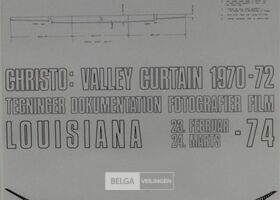 CHRISTO: VALLEY CURTAIN 1970-72
TEGNINGER DOKUMENTATION FOTOGRAFIER FILM
LOUISIANA 23. FEBRUAR
24. MARTS -74
BELGA VEILINGEN